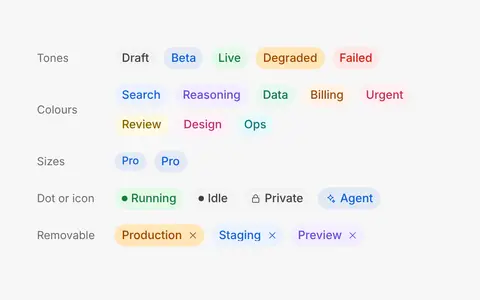 Tones Draft Beta Live Degraded Failed
Colours Search Reasoning Data Billing Urgent
Review Design Ops
Sizes Pro Pro
Dot or icon Running Idle Private Agent
Removable Production × Staging × Preview ×